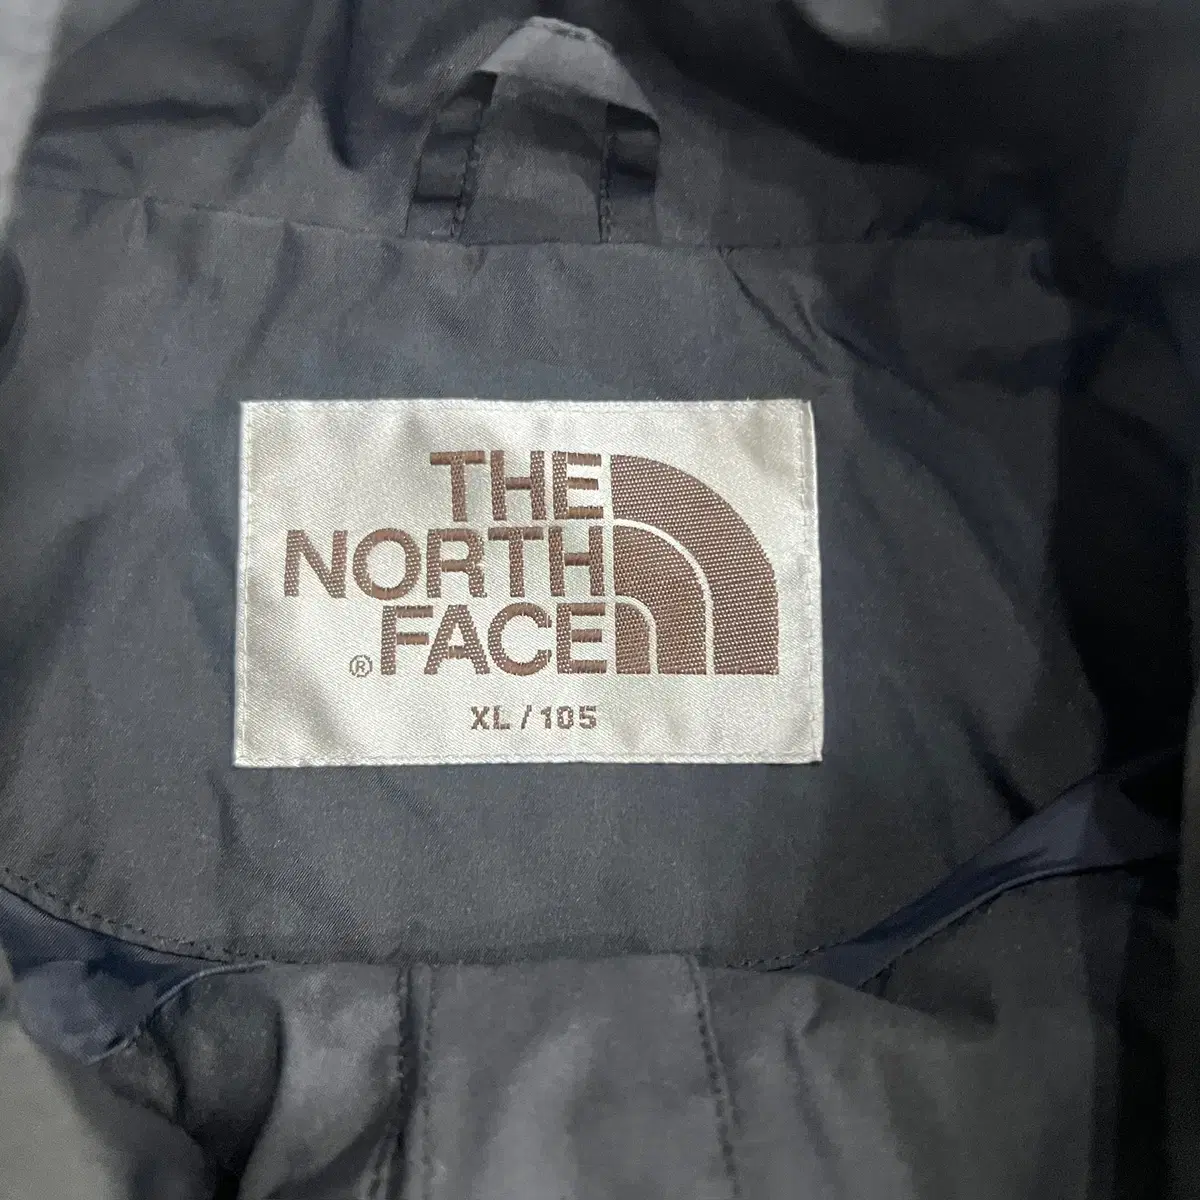 THE
NORTH
® FACE
XL / 105